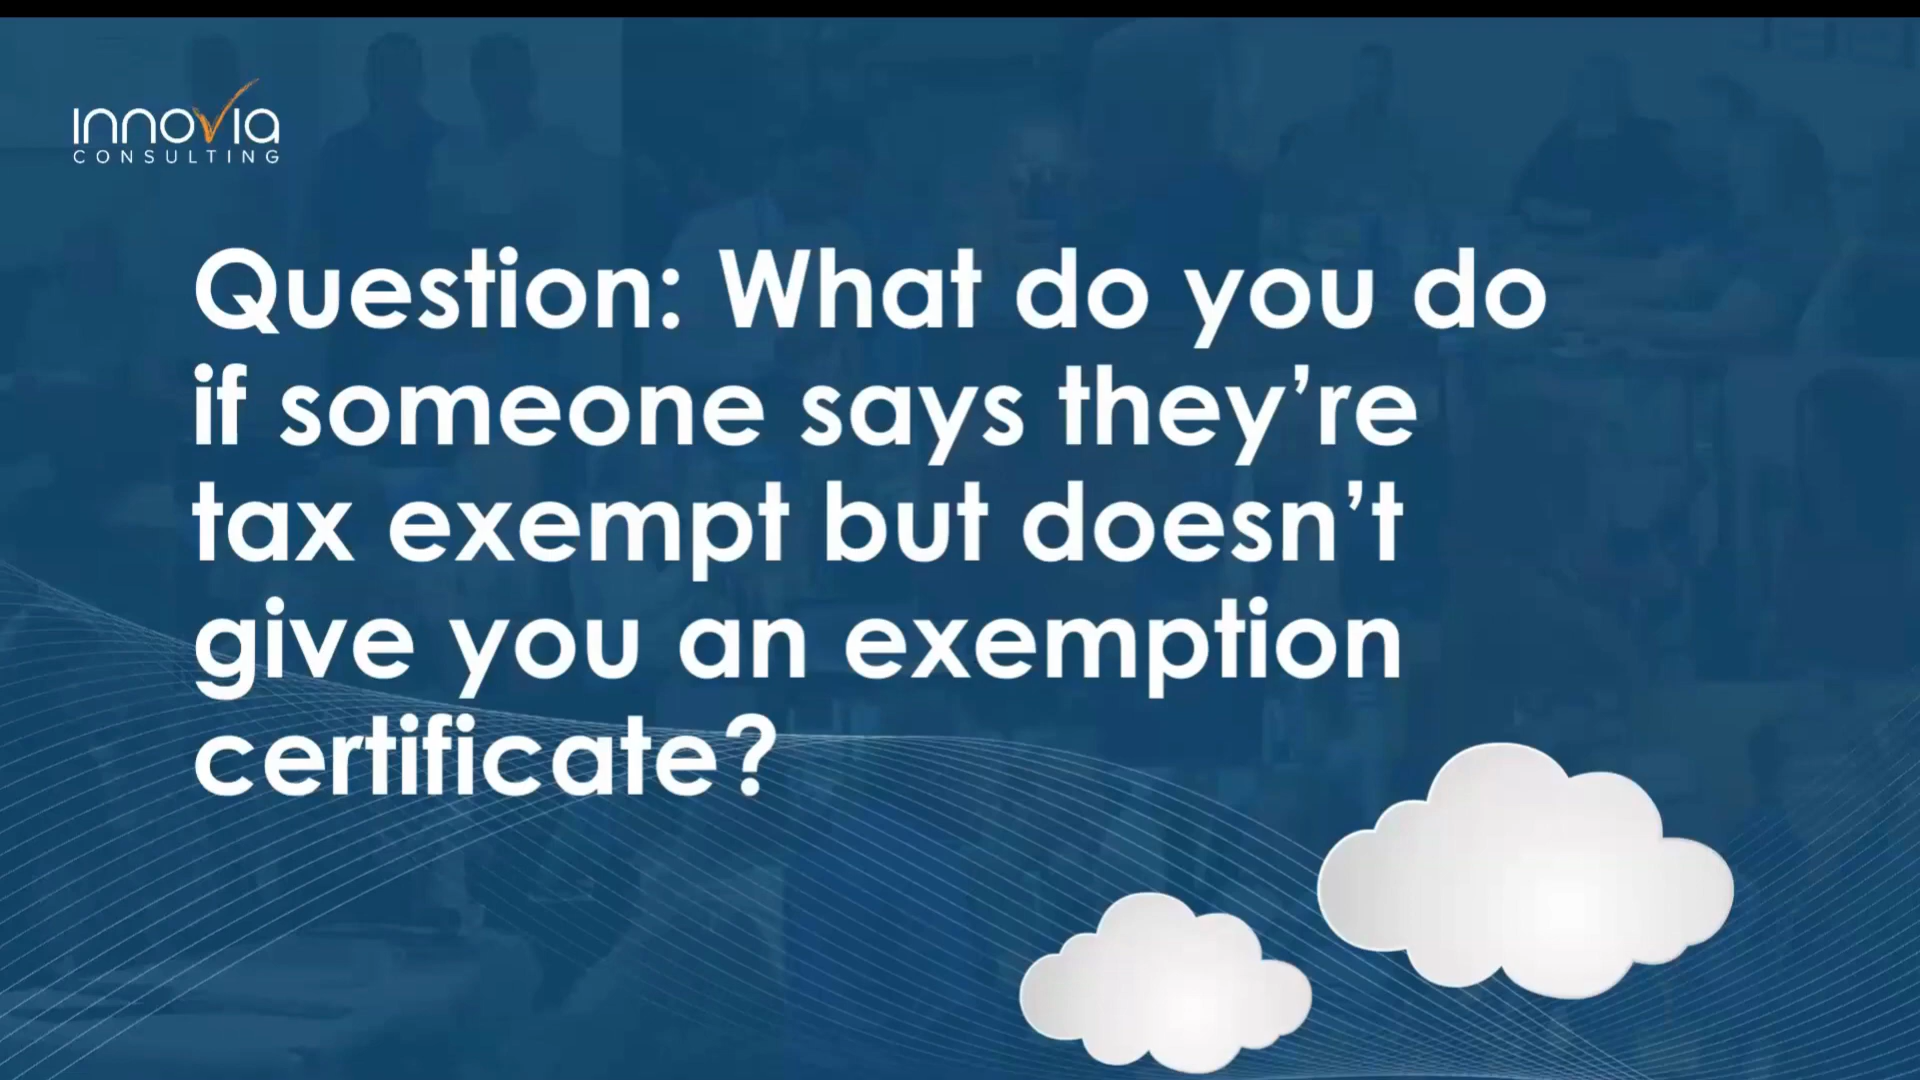 INNOVIA
CONSULTING
Question: What do you do
if someone says they’re
tax exempt but doesn’t
give you an exemption
certificate?